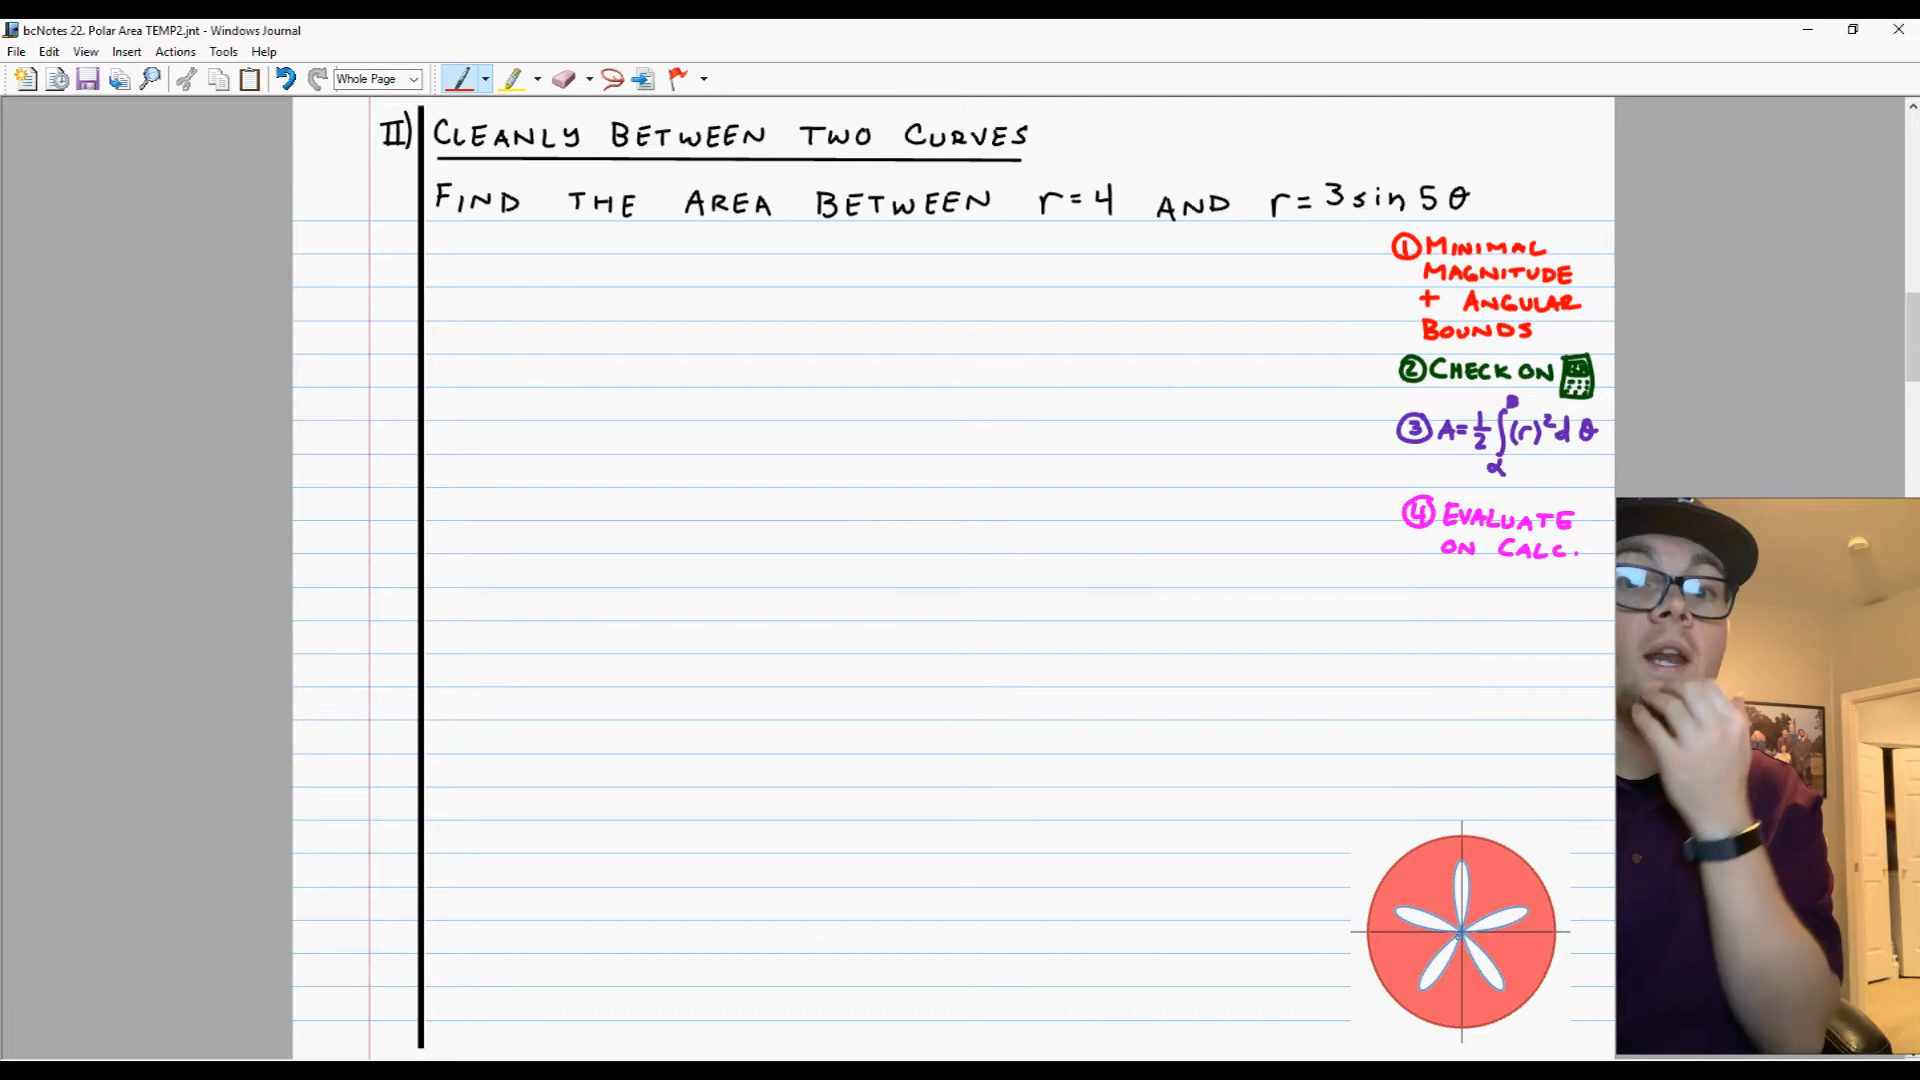 bcNotes 22. Polar Area TEMP2.jnt - Windows Journal
File Edit View Insert Actions Tools Help
Whole Page
II) CLEANLY BETWEEN TWO CURVES
FIND THE AREA BETWEEN r=4 AND r=3sin5θ
① MINIMAL
MAGNITUDE
+ ANGULAR
BOUNDS
② CHECK ON
③ A=½∫(r)²dθ
β
α
④ EVALUATE
ON CALC.